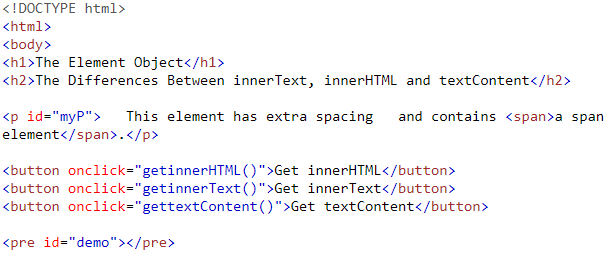 <!DOCTYPE html>
<html>
<body>
<h1>The Element Object</h1>
<h2>The Differences Between innerText, innerHTML and textContent</h2>
<p id="myP">   This element has extra spacing   and contains <span>a span
element</span>.</p>
<button onclick="getinnerHTML()">Get innerHTML</button>
<button onclick="getinnerText()">Get innerText</button>
<button onclick="gettextContent()">Get textContent</button>
<pre id="demo"></pre>